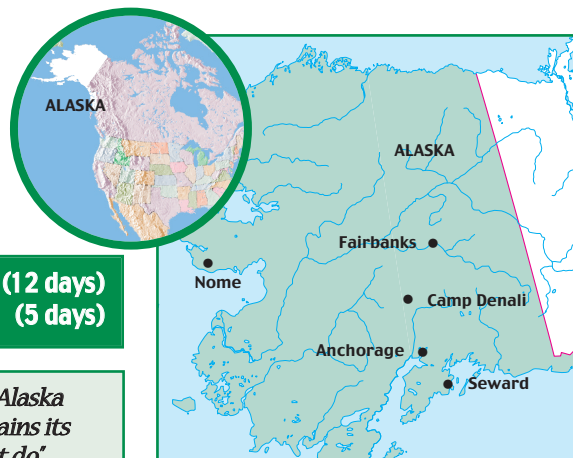 ALASKA
ALASKA
Fairbanks
Nome
Camp Denali
Anchorage
Seward
(12 days)
(5 days)
Alaska
ains its
t do"